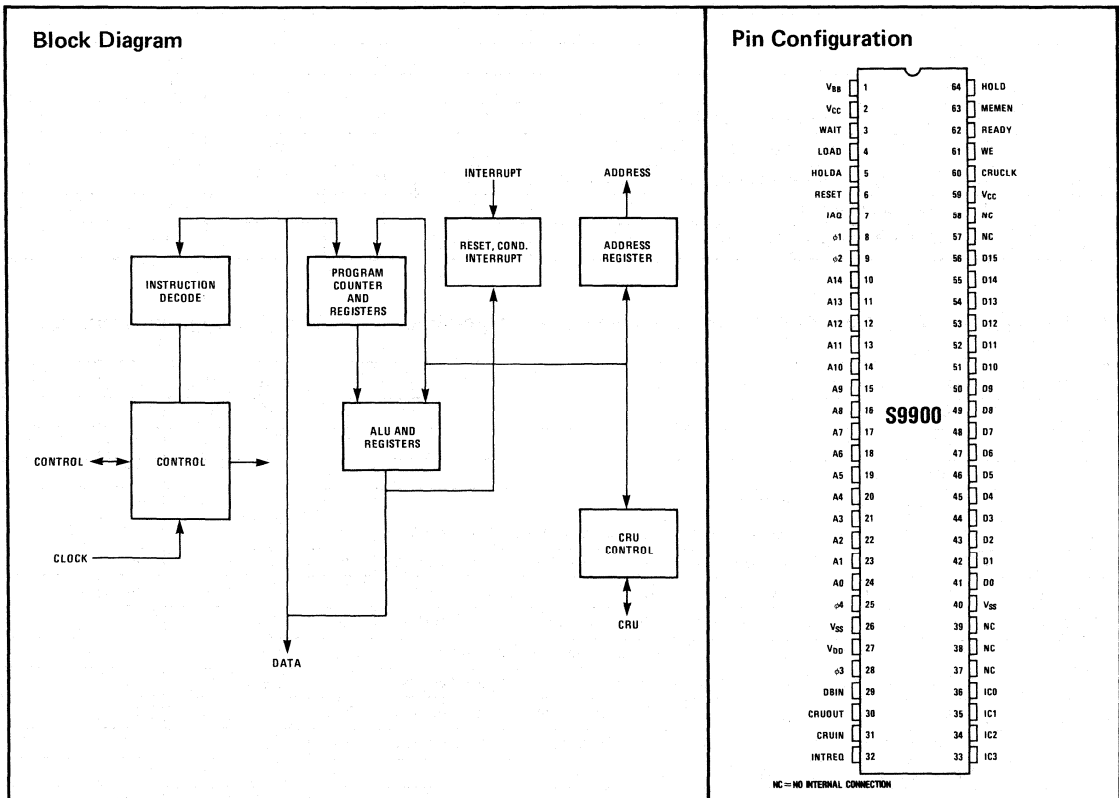 Block Diagram
INTERRUPT
ADDRESS
INSTRUCTION
DECODE
PROGRAM
COUNTER
AND
REGISTERS
RESET, COND.
INTERRUPT
ADDRESS
REGISTER
ALU AND
REGISTERS
CONTROL
CONTROL
CLOCK
CRU
CONTROL
CRU
DATA
Pin Configuration
VBB 1 64 HOLD
VCC 2 63 MEMEN
WAIT 3 62 READY
LOAD 4 61 WE
HOLDA 5 60 CRUCLK
RESET 6 59 VCC
IAQ 7 58 NC
φ1 8 57 NC
φ2 9 56 D15
A14 10 55 D14
A13 11 54 D13
A12 12 53 D12
A11 13 52 D11
A10 14 51 D10
A9 15 50 D9
A8 16 S9900 49 D8
A7 17 48 D7
A6 18 47 D6
A5 19 46 D5
A4 20 45 D4
A3 21 44 D3
A2 22 43 D2
A1 23 42 D1
A0 24 41 D0
φ4 25 40 VSS
VSS 26 39 NC
VDD 27 38 NC
φ3 28 37 NC
DBIN 29 36 IC0
CRUOUT 30 35 IC1
CRUIN 31 34 IC2
INTREQ 32 33 IC3
NC = NO INTERNAL CONNECTION